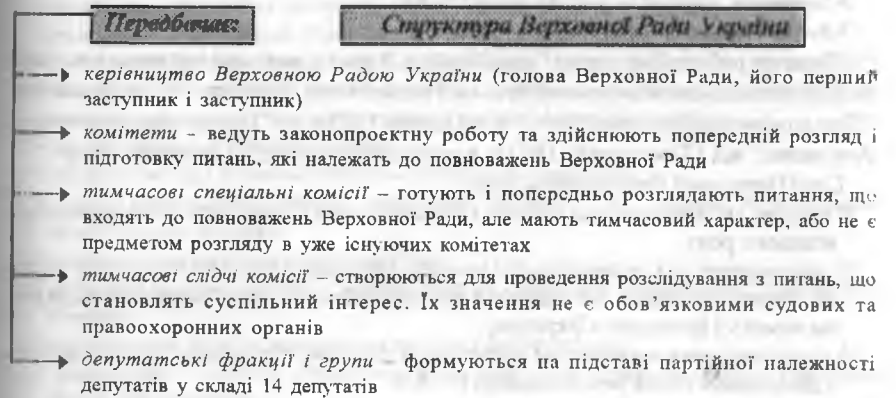 Передбачає: Структура Верховної Ради України
керівництво Верховною Радою України (голова Верховної Ради, його перший
заступник і заступник)
комітети – ведуть законопроектну роботу та здійснюють попередній розгляд і
підготовку питань, які належать до повноважень Верховної Ради
тимчасові спеціальні комісії – готують і попередньо розглядають питання, що
входять до повноважень Верховної Ради, але мають тимчасовий характер, або не є
предметом розгляду в уже існуючих комітетах
тимчасові слідчі комісії – створюються для проведення розслідування з питань, що
становлять суспільний інтерес. Їх значення не є обов’язковими судових та
правоохоронних органів
депутатські фракції і групи – формуються на підставі партійної належності
депутатів у складі 14 депутатів